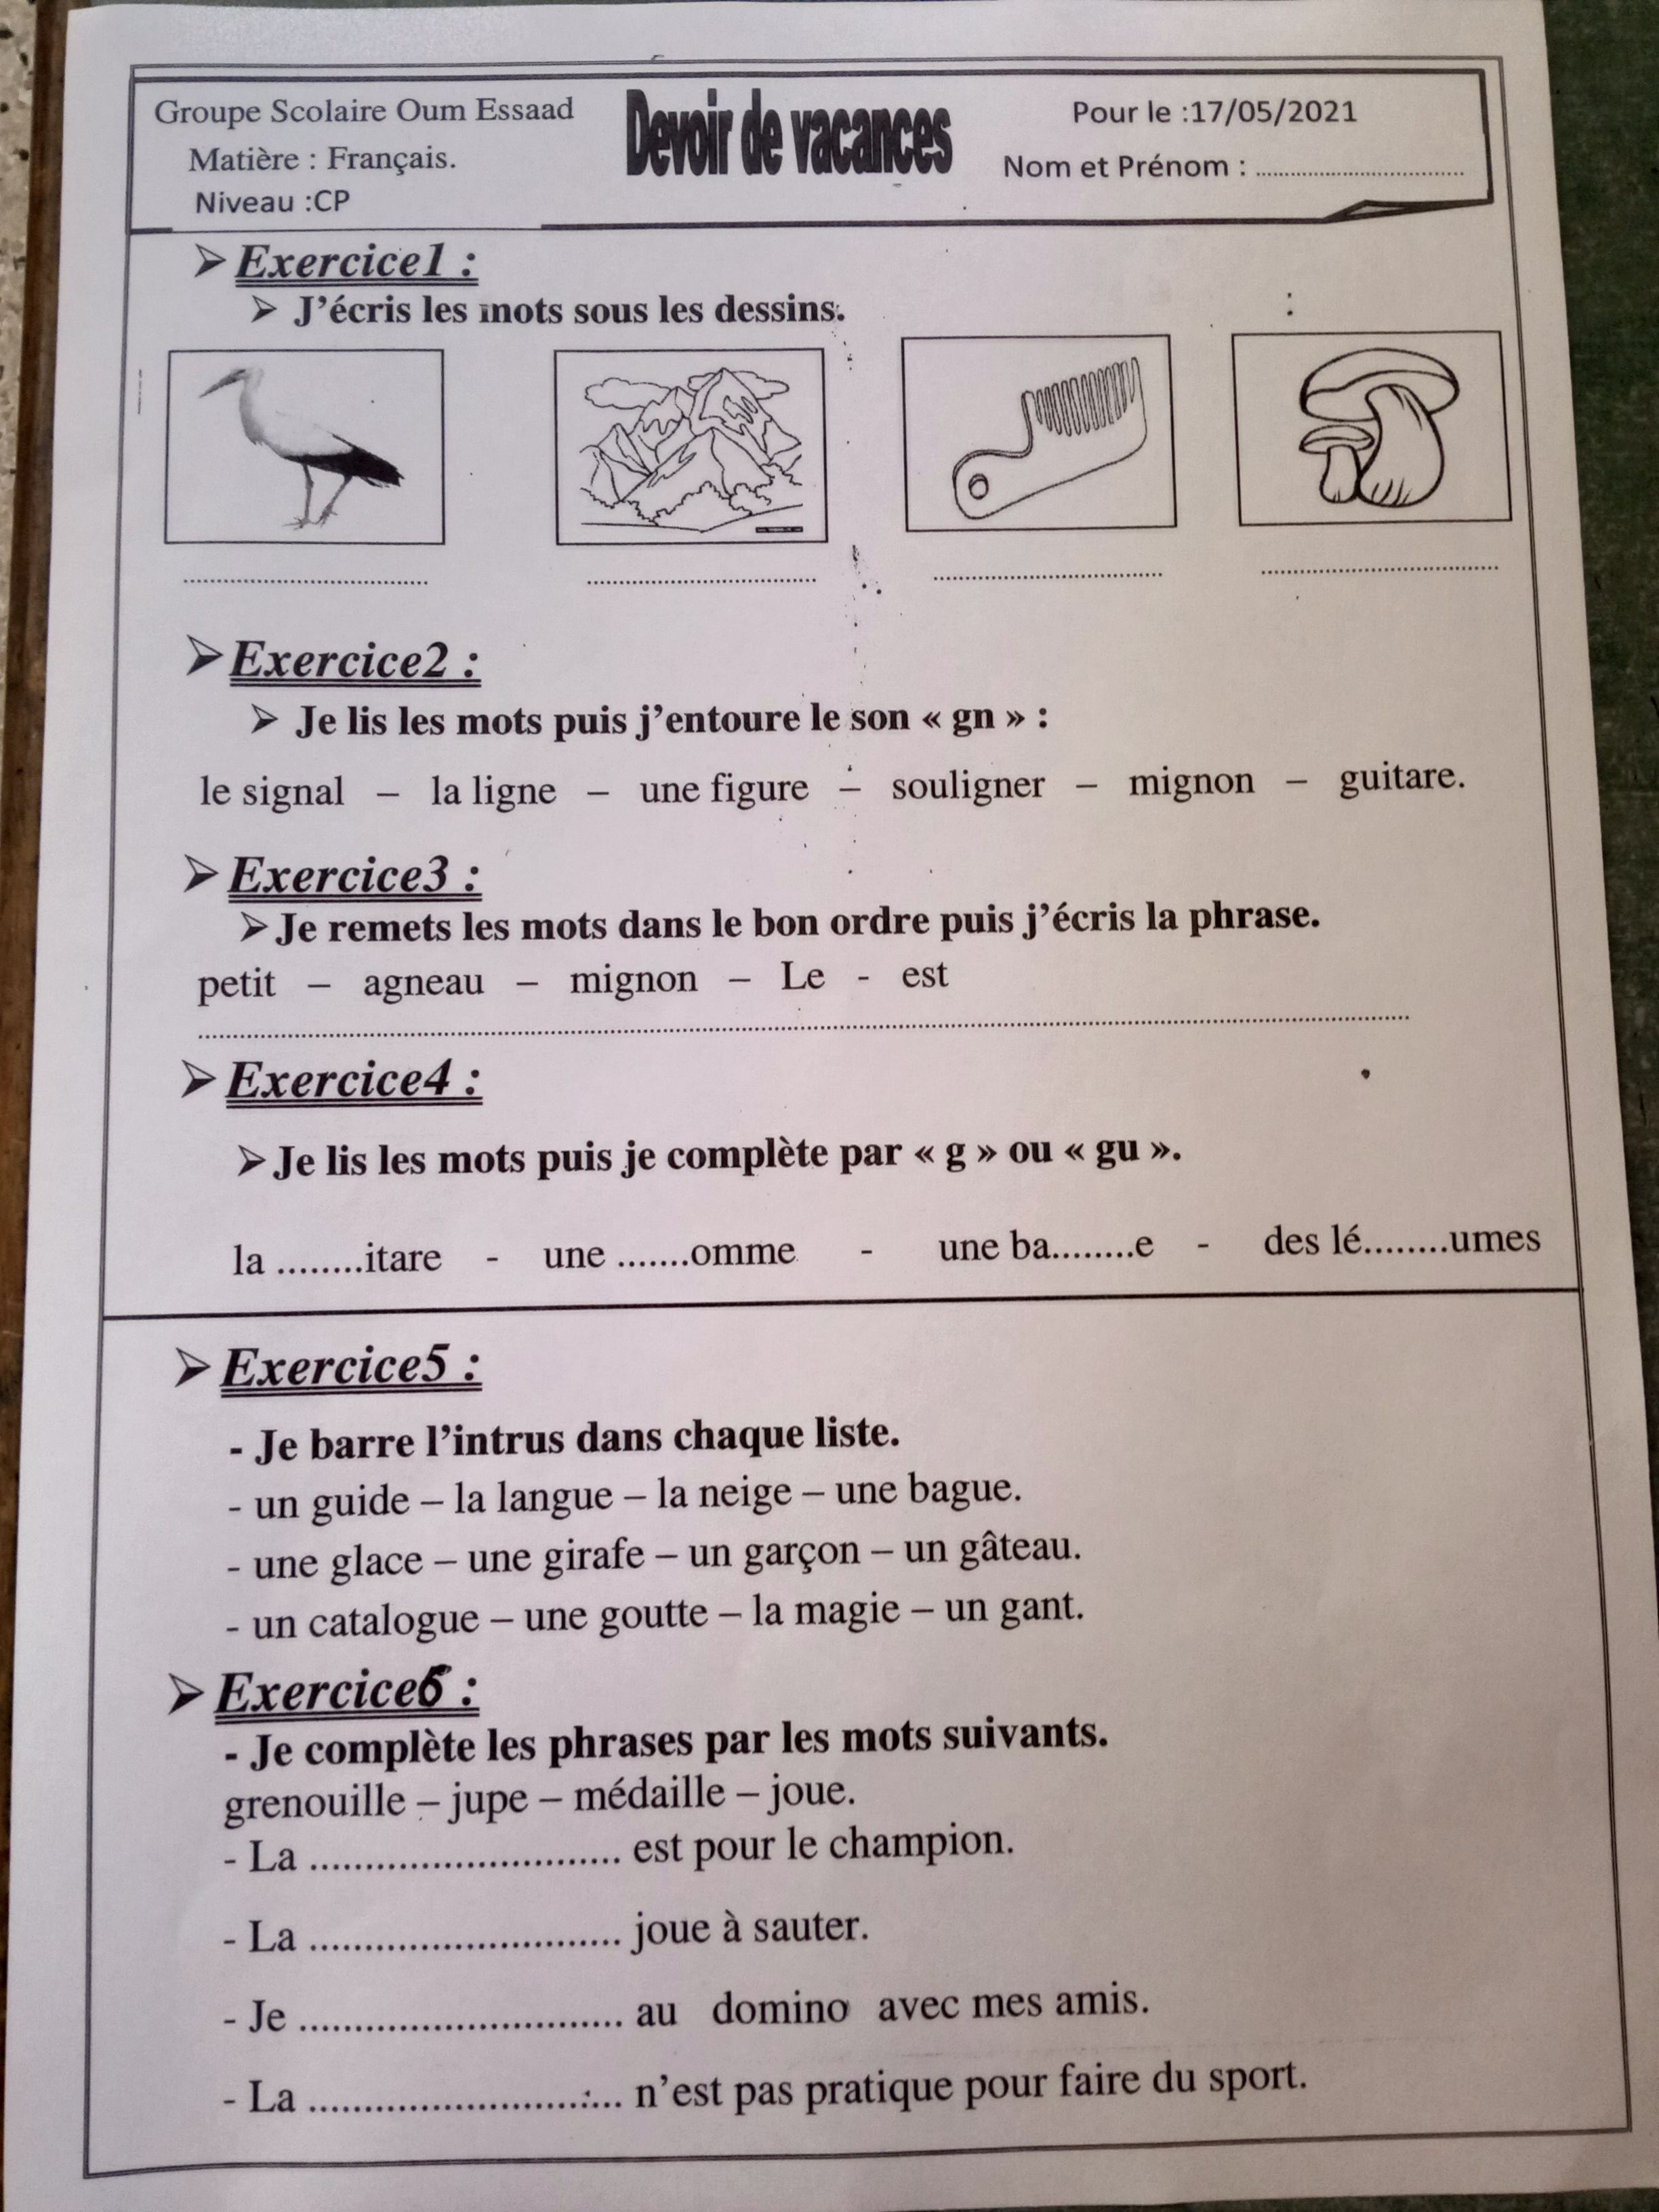 Groupe Scolaire Oum Essaad
Matière : Français.
Niveau :CP
Devoir de vacances
Pour le :17/05/2021
Nom et Prénom : ....................................
➢ Exercice1 :
➢ J'écris les mots sous les dessins.
.................................... .................................... .................................... ....................................
➢ Exercice2 :
➢ Je lis les mots puis j'entoure le son « gn » :
le signal – la ligne – une figure – souligner – mignon – guitare.
➢ Exercice3 :
➢ Je remets les mots dans le bon ordre puis j'écris la phrase.
petit – agneau – mignon – Le - est
....................................................................................
➢ Exercice4 :
➢ Je lis les mots puis je complète par « g » ou « gu ».
la ........itare - une .......omme - une ba........e - des lé........umes
➢ Exercice5 :
- Je barre l'intrus dans chaque liste.
- un guide – la langue – la neige – une bague.
- une glace – une girafe – un garçon – un gâteau.
- un catalogue – une goutte – la magie – un gant.
➢ Exercice6 :
- Je complète les phrases par les mots suivants.
grenouille – jupe – médaille – joue.
- La ............................ est pour le champion.
- La ............................ joue à sauter.
- Je ............................. au domino avec mes amis.
- La ............................ n'est pas pratique pour faire du sport.